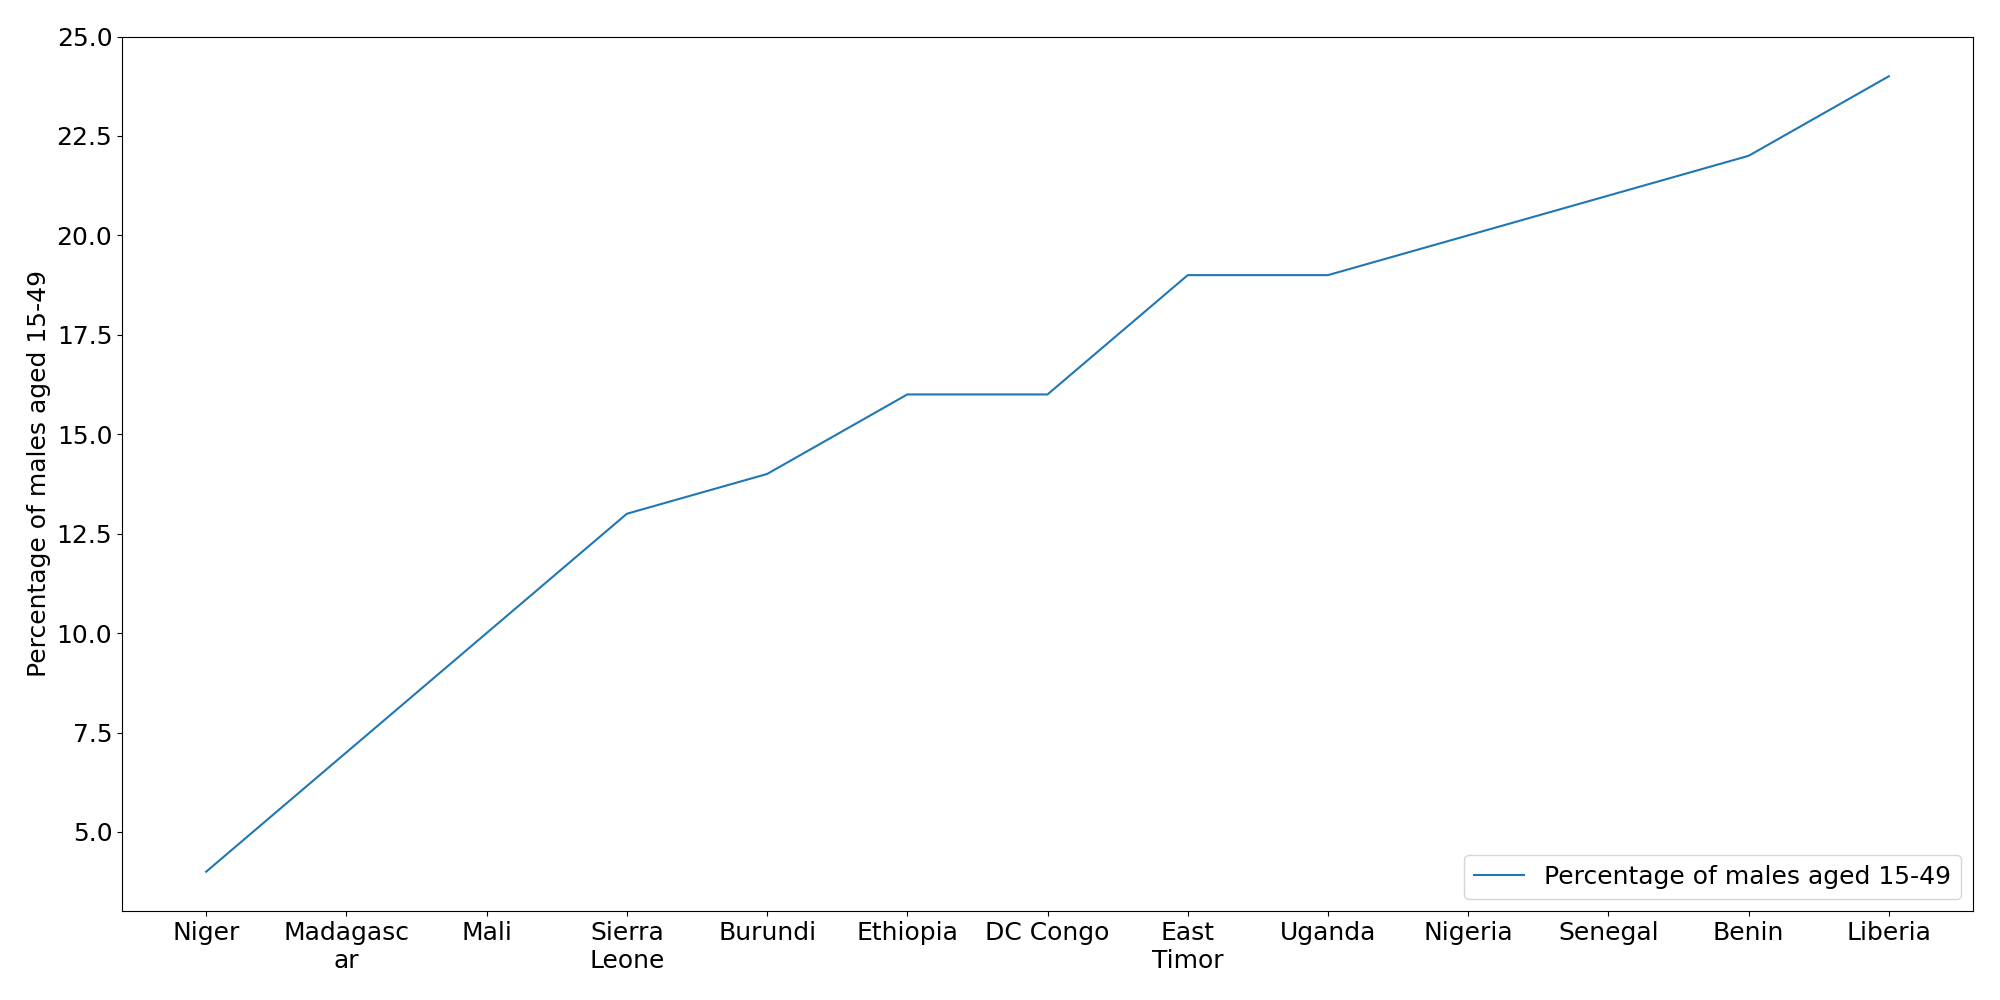 25.0
22.5
20.0
17.5
15.0
12.5
10.0
7.5
5.0
Percentage of males aged 15-49
Percentage of males aged 15-49
Niger
Madagasc
ar
Mali
Sierra
Leone
Burundi
Ethiopia
DC Congo
East
Timor
Uganda
Nigeria
Senegal
Benin
Liberia